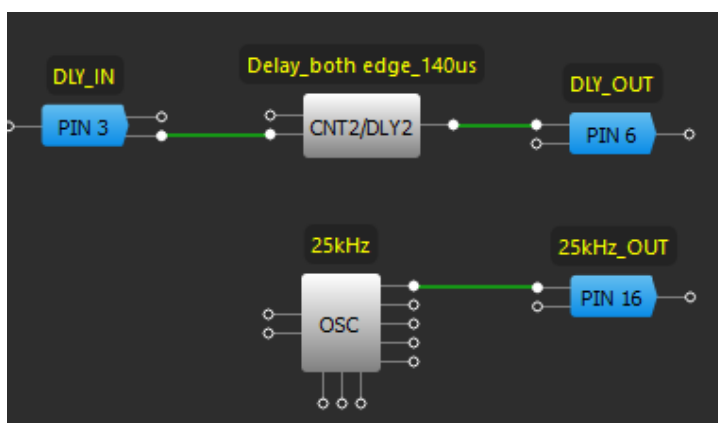 DLY_IN
Delay_both edge_140us
DLY_OUT
PIN 3
CNT2/DLY2
PIN 6
25kHz
25kHz_OUT
OSC
PIN 16